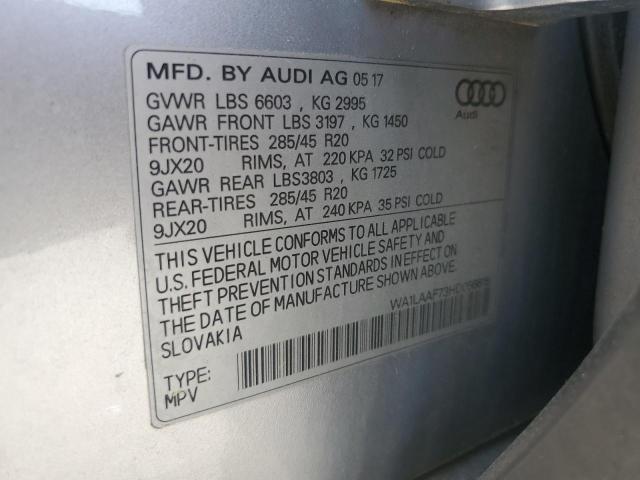 MFD. BY AUDI AG 05 17
GVWR LBS 6603 , KG 2995
GAWR FRONT LBS 3197 , KG 1450
FRONT-TIRES 285/45 R20
9JX20 RIMS, AT 220 KPA 32 PSI COLD
GAWR REAR LBS3803 , KG 1725
REAR-TIRES 285/45 R20
9JX20 RIMS, AT 240 KPA 35 PSI COLD
Audi
THIS VEHICLE CONFORMS TO ALL APPLICABLE
U.S. FEDERAL MOTOR VEHICLE SAFETY AND
THEFT PREVENTION STANDARDS IN EFFECT ON
THE DATE OF MANUFACTURE SHOWN ABOVE.
SLOVAKIA
TYPE:
MPV